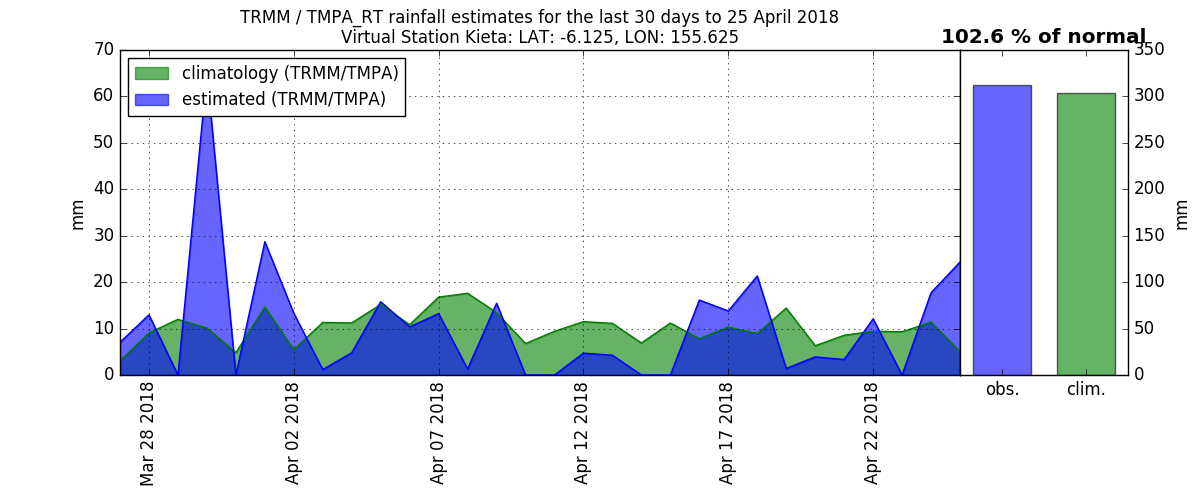 TRMM / TMPA_RT rainfall estimates for the last 30 days to 25 April 2018
Virtual Station Kieta: LAT: -6.125, LON: 155.625
102.6 % of normal
climatology (TRMM/TMPA)
estimated (TRMM/TMPA)
mm
70
60
50
40
30
20
10
0
Mar 28 2018
Apr 02 2018
Apr 07 2018
Apr 12 2018
Apr 17 2018
Apr 22 2018
obs.
clim.
350
300
250
200
150
100
50
0
mm